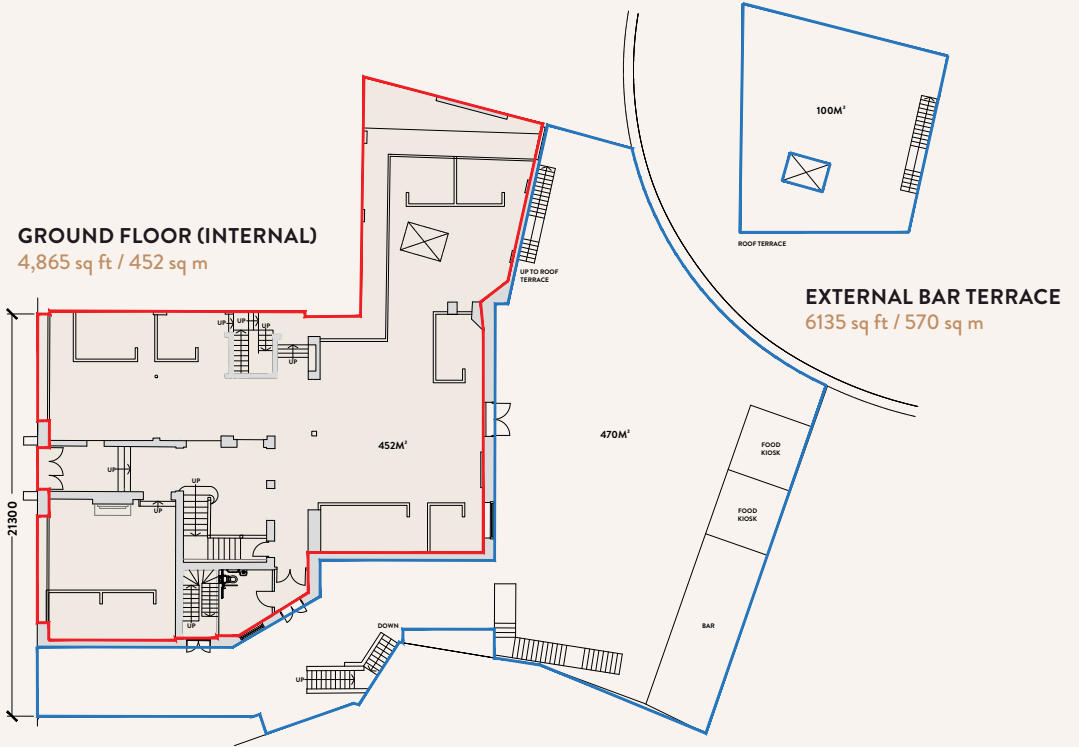 100M²
ROOF TERRACE
GROUND FLOOR (INTERNAL)
4,865 sq ft / 452 sq m
UP TO ROOF
TERRACE
EXTERNAL BAR TERRACE
6135 sq ft / 570 sq m
UP
UP
UP
UP
452M²
470M²
FOOD
KIOSK
FOOD
KIOSK
UP
UP
UP
21300
UP
DOWN
UP
BAR